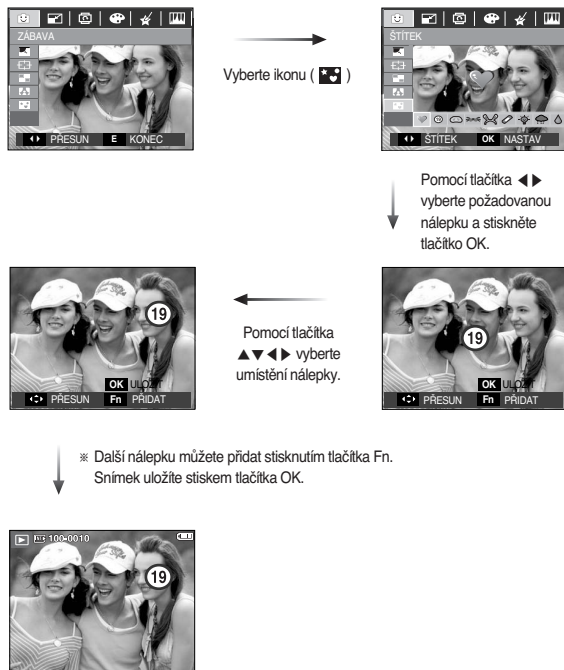 ZÁBAVA
PŘESUN E KONEC
Vyberte ikonu ( )
ŠTÍTEK
ŠTÍTEK OK NASTAV
Pomocí tlačítka ◀▶
vyberte požadovanou
nálepku a stiskněte
tlačítko OK.
19
OK ULOŽIT
PŘESUN Fn PŘIDAT
Pomocí tlačítka
▲▼◀▶ vyberte
umístění nálepky.
19
OK ULOŽIT
PŘESUN Fn PŘIDAT
※ Další nálepku můžete přidat stisknutím tlačítka Fn.
Snímek uložíte stiskem tlačítka OK.
100-0010
19